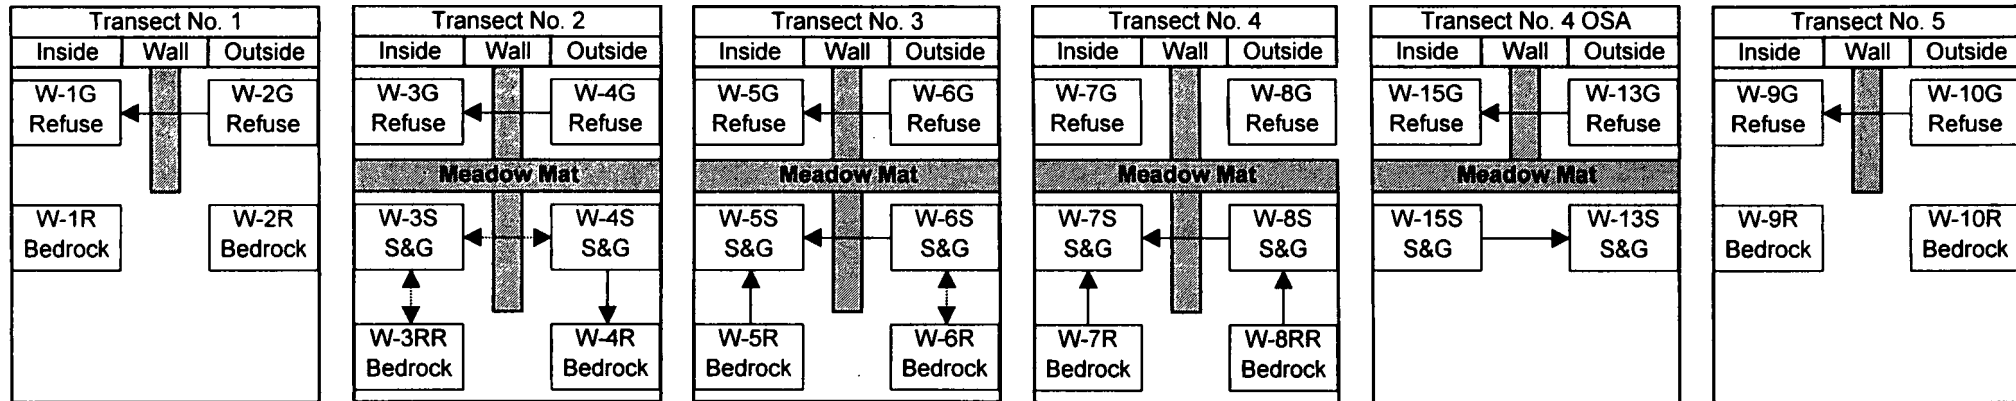 Transect No. 1
Inside Wall Outside
W-1G
Refuse
W-2G
Refuse
W-1R
Bedrock
W-2R
Bedrock
Transect No. 2
Inside Wall Outside
W-3G
Refuse
W-4G
Refuse
Meadow Mat
W-3S
S&G
W-4S
S&G
W-3RR
Bedrock
W-4R
Bedrock
Transect No. 3
Inside Wall Outside
W-5G
Refuse
W-6G
Refuse
Meadow Mat
W-5S
S&G
W-6S
S&G
W-5R
Bedrock
W-6R
Bedrock
Transect No. 4
Inside Wall Outside
W-7G
Refuse
W-8G
Refuse
Meadow Mat
W-7S
S&G
W-8S
S&G
W-7R
Bedrock
W-8RR
Bedrock
Transect No. 4 OSA
Inside Wall Outside
W-15G
Refuse
W-13G
Refuse
Meadow Mat
W-15S
S&G
W-13S
S&G
Transect No. 5
Inside Wall Outside
W-9G
Refuse
W-10G
Refuse
W-9R
Bedrock
W-10R
Bedrock